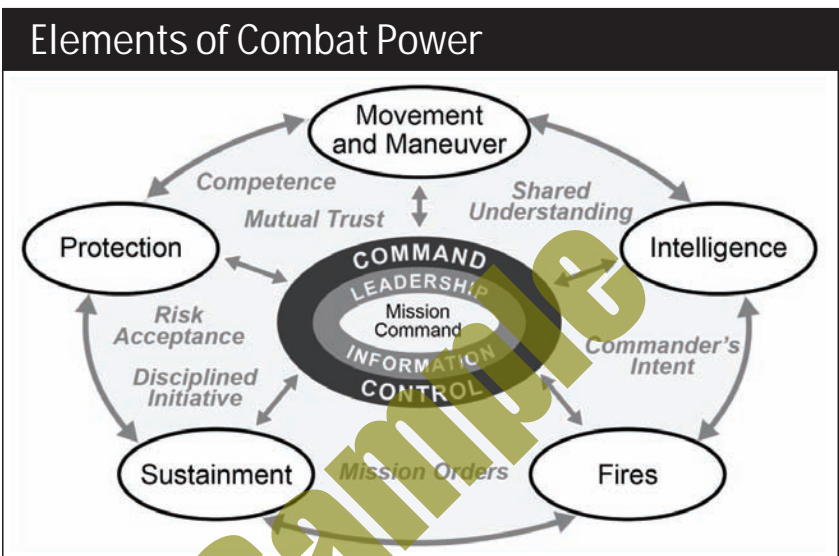 Elements of Combat Power
Movement
and Maneuver
Competence
Shared
Understanding
Mutual Trust
Protection
Intelligence
COMMAND
LEADERSHIP
Mission
Command
INFORMATION
CONTROL
Risk
Acceptance
Commander's
Intent
Disciplined
Initiative
Sustainment
Mission Orders
Fires
Sample